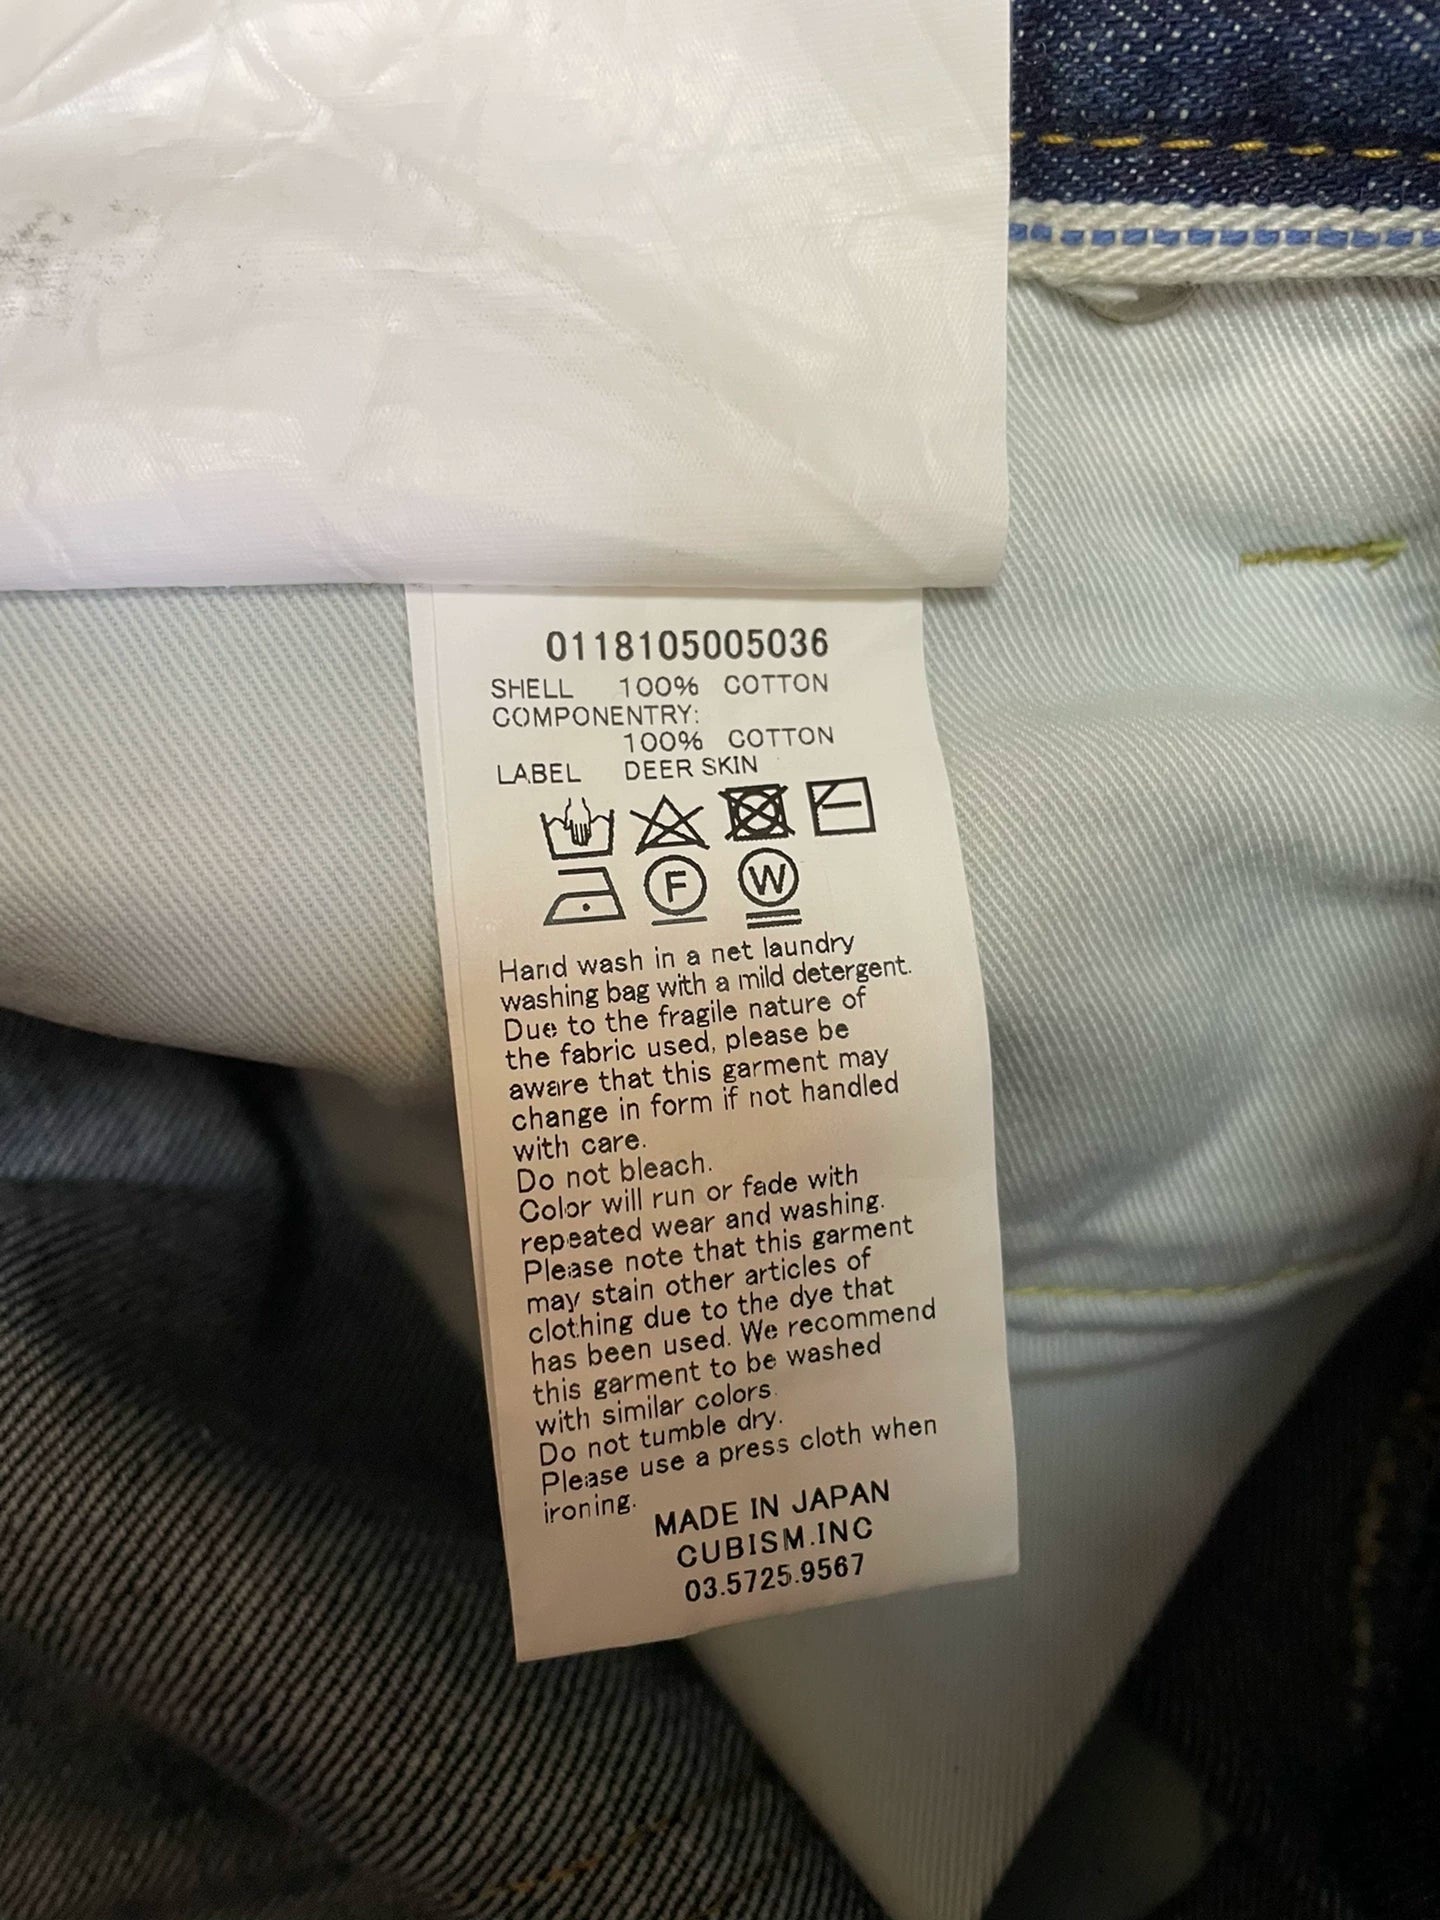 0118105005036
SHELL 100% COTTON
COMPONENTRY:
100% COTTON
LABEL DEER SKIN
F W
Hand wash in a net laundry
washing bag with a mild detergent.
Due to the fragile nature of
the fabric used, please be
aware that this garment may
change in form if not handled
with care.
Do not bleach.
Color will run or fade with
repeated wear and washing.
Please note that this garment
may stain other articles of
clothing due to the dye that
has been used. We recommend
this garment to be washed
with similar colors.
Do not tumble dry.
Please use a press cloth when
ironing.
MADE IN JAPAN
CUBISM.INC
03.5725.9567